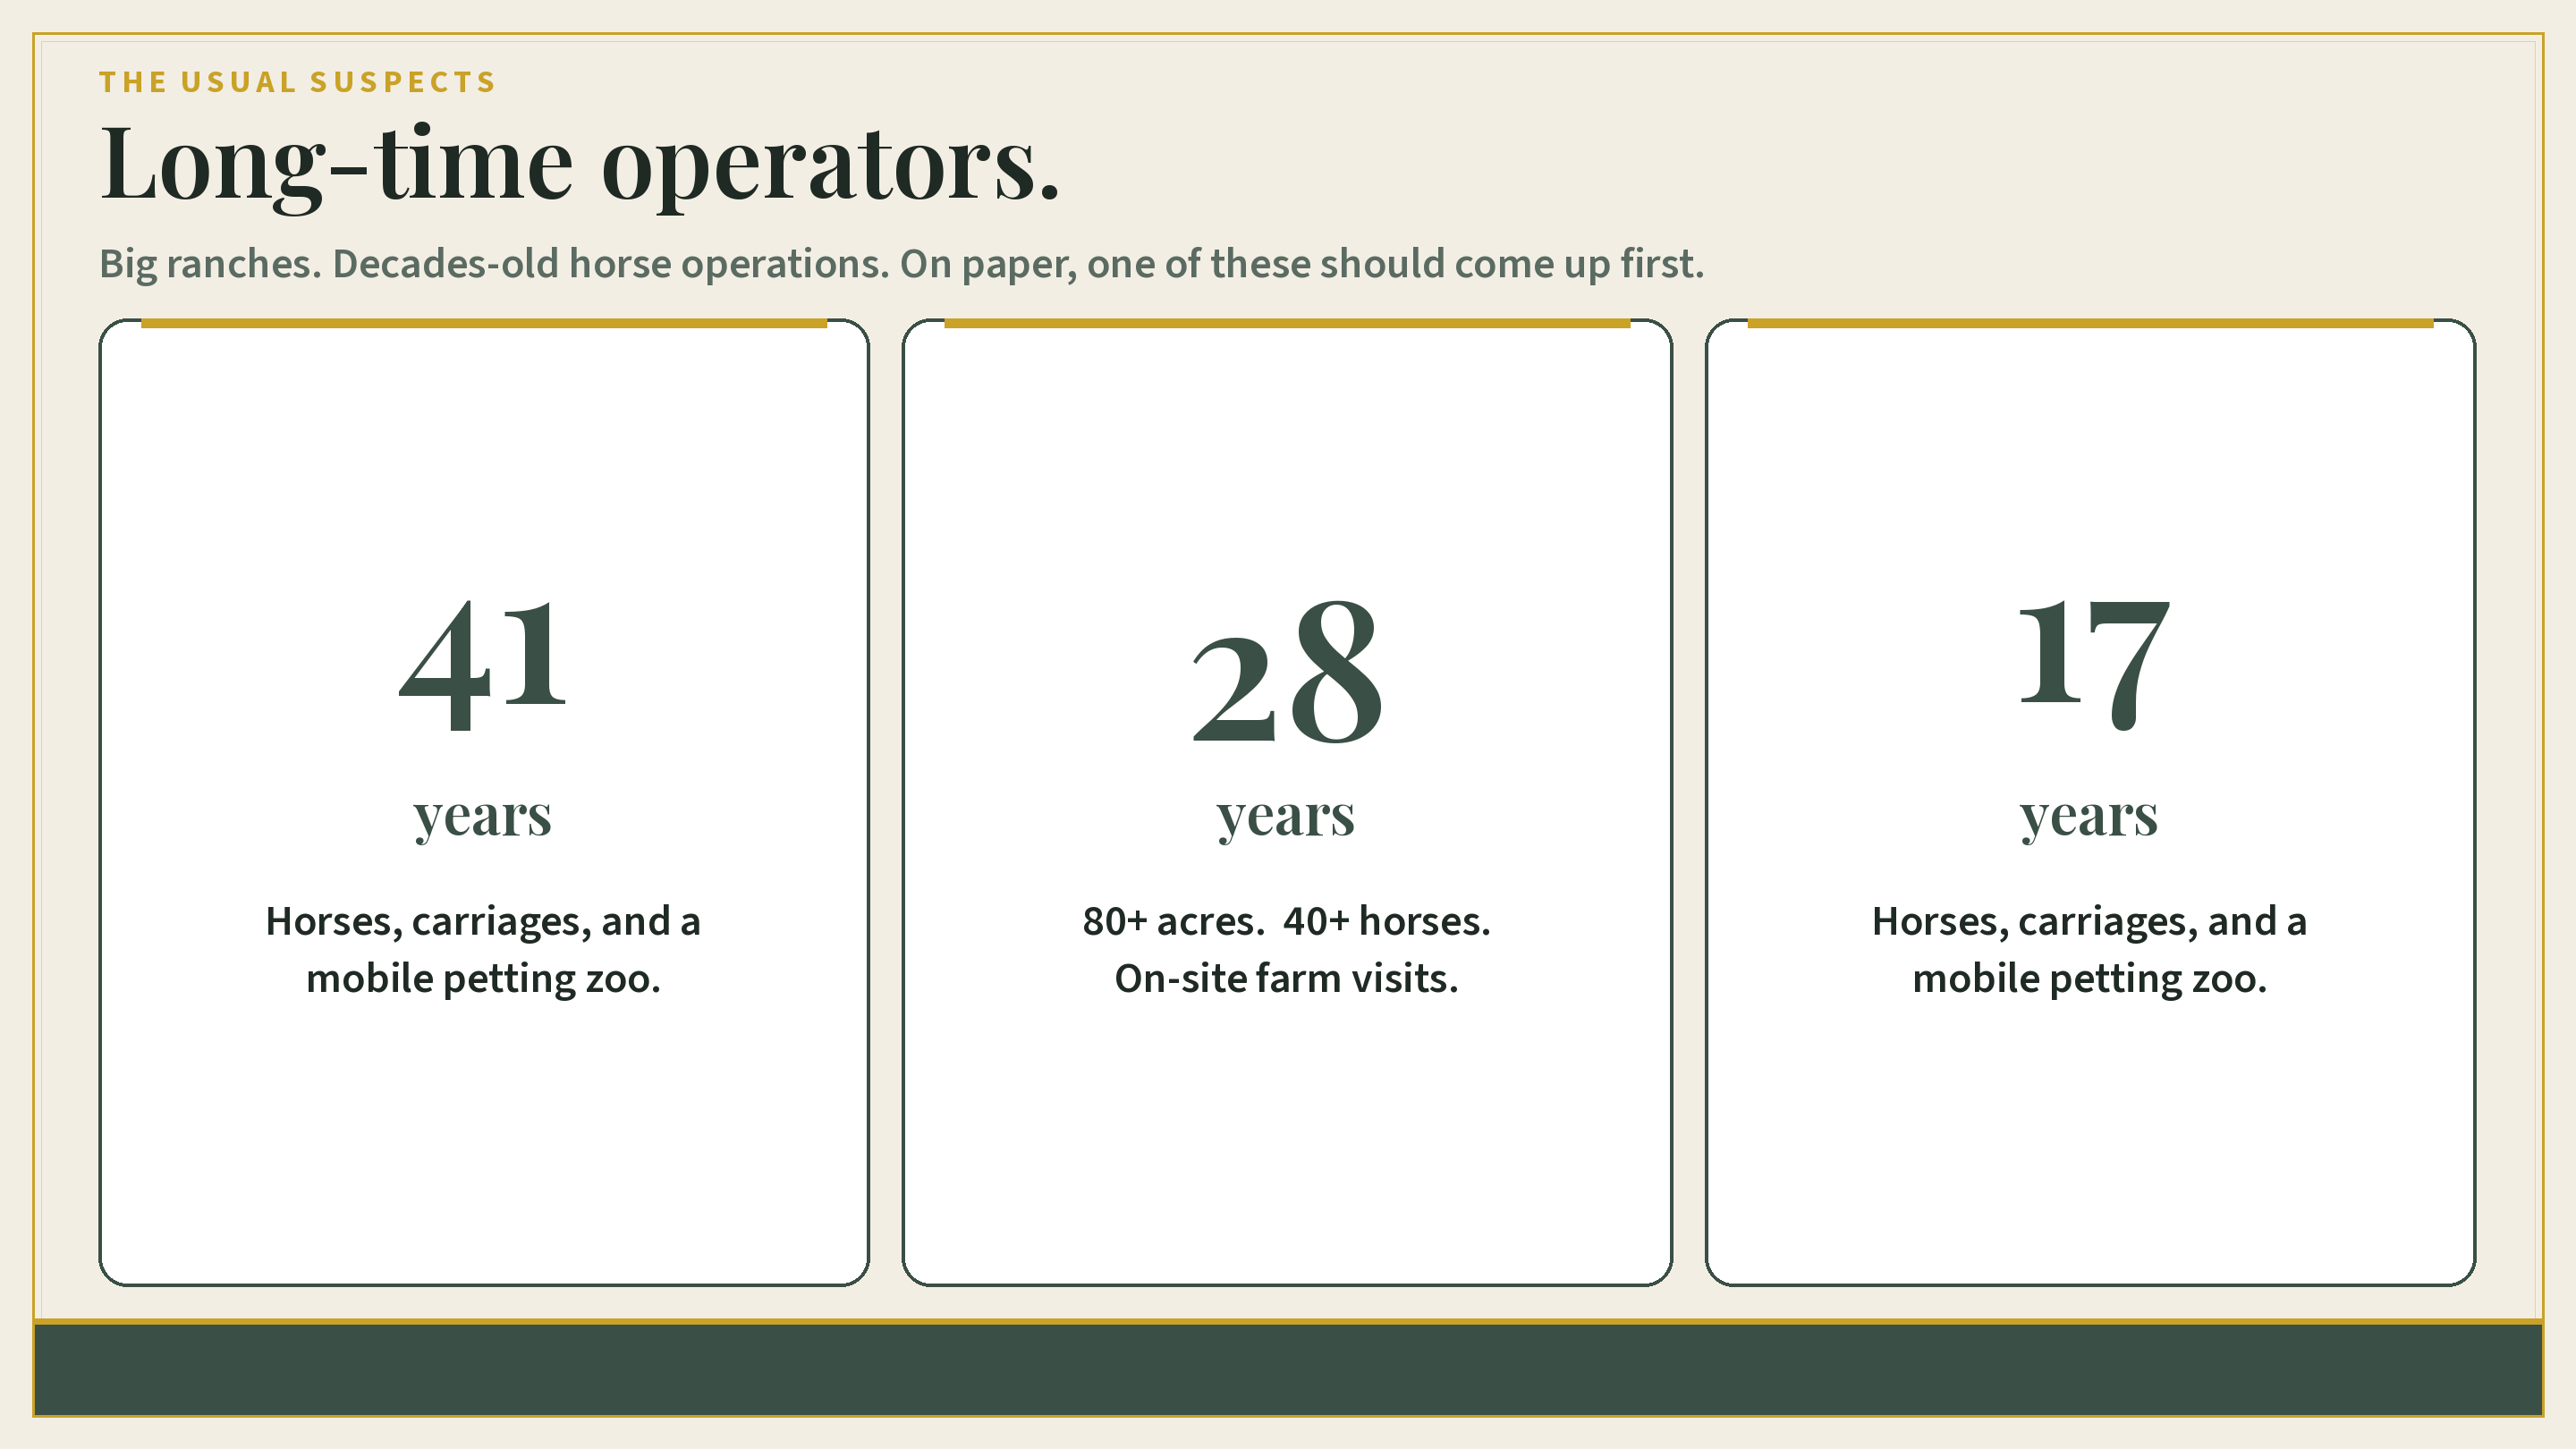 THE USUAL SUSPECTS
Long-time operators.
Big ranches. Decades-old horse operations. On paper, one of these should come up first.
41
years
Horses, carriages, and a
mobile petting zoo.
28
years
80+ acres.  40+ horses.
On-site farm visits.
17
years
Horses, carriages, and a
mobile petting zoo.